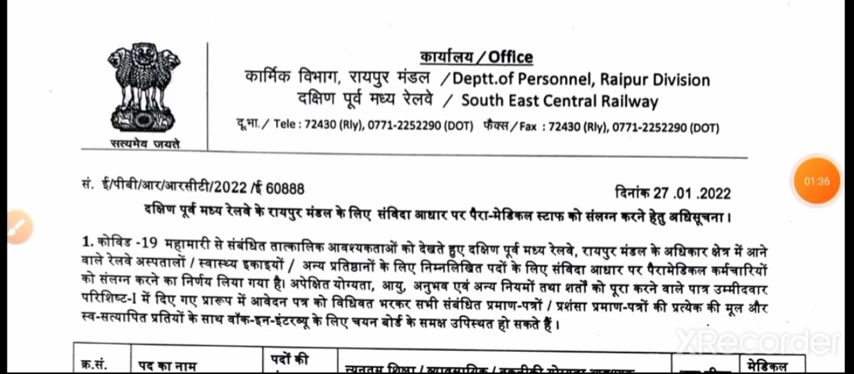 कार्यालय / Office
कार्मिक विभाग, रायपुर मंडल / Deptt.of Personnel, Raipur Division
दक्षिण पूर्व मध्य रेलवे / South East Central Railway
दू.भा. / Tele : 72430 (Rly), 0771-2252290 (DOT) फैक्स / Fax : 72430 (Rly), 0771-2252290 (DOT)
सत्यमेव जयते
01:36
सं. ई/पीबी/आर/आरसीटी/2022 /ई 60888 दिनांक 27 .01 .2022
दक्षिण पूर्व मध्य रेलवे के रायपुर मंडल के लिए संविदा आधार पर पैरा-मेडिकल स्टाफ को संलग्न करने हेतु अधिसूचना।
1. कोविड -19 महामारी से संबंधित तात्कालिक आवश्यकताओं को देखते हुए दक्षिण पूर्व मध्य रेलवे, रायपुर मंडल के अधिकार क्षेत्र में आने
वाले रेलवे अस्पतालों / स्वास्थ्य इकाइयों / अन्य प्रतिष्ठानों के लिए निम्नलिखित पदों के लिए संविदा आधार पर पैरामेडिकल कर्मचारियों
को संलग्न करने का निर्णय लिया गया है। अपेक्षित योग्यता, आयु, अनुभव एवं अन्य नियमों तथा शर्तों को पूरा करने वाले पात्र उम्मीदवार
परिशिष्ट-I में दिए गए प्रारूप में आवेदन पत्र को विधिवत भरकर सभी संबंधित प्रमाण-पत्रों / प्रशंसा प्रमाण-पत्रों की प्रत्येक की मूल और
स्व-सत्यापित प्रतियों के साथ वॉक-इन-इंटरव्यू के लिए चयन बोर्ड के समक्ष उपस्थित हो सकते हैं।
XRecorder
क्र.सं. पद का नाम पदों की न्यूनतम शिक्षा / व्यावसायिक / तकनीकी योग्यता मेडिकल